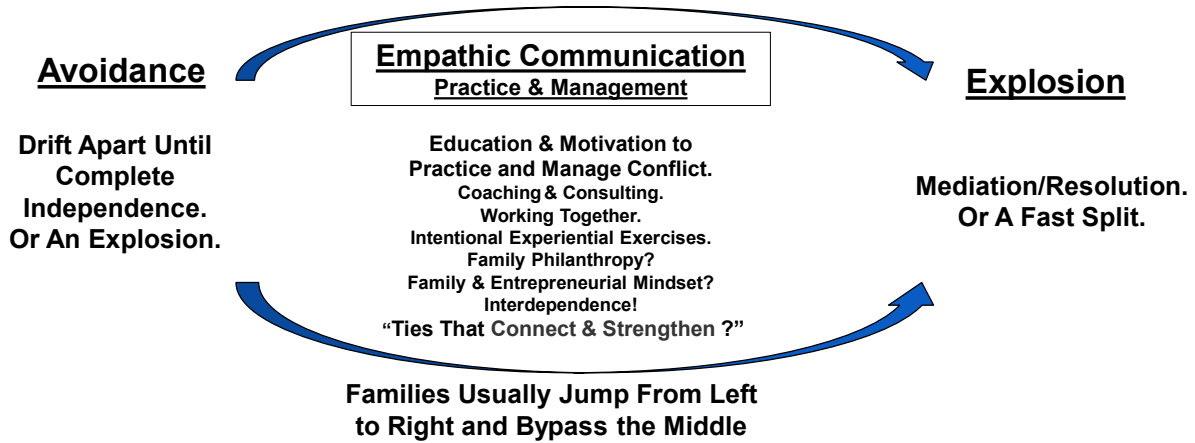 Avoidance
Drift Apart Until
Complete
Independence.
Or An Explosion.
Empathic Communication
Practice & Management
Education & Motivation to
Practice and Manage Conflict.
Coaching & Consulting.
Working Together.
Intentional Experiential Exercises.
Family Philanthropy?
Family & Entrepreneurial Mindset?
Interdependence!
“Ties That Connect & Strengthen ?”
Explosion
Mediation/Resolution.
Or A Fast Split.
Families Usually Jump From Left
to Right and Bypass the Middle